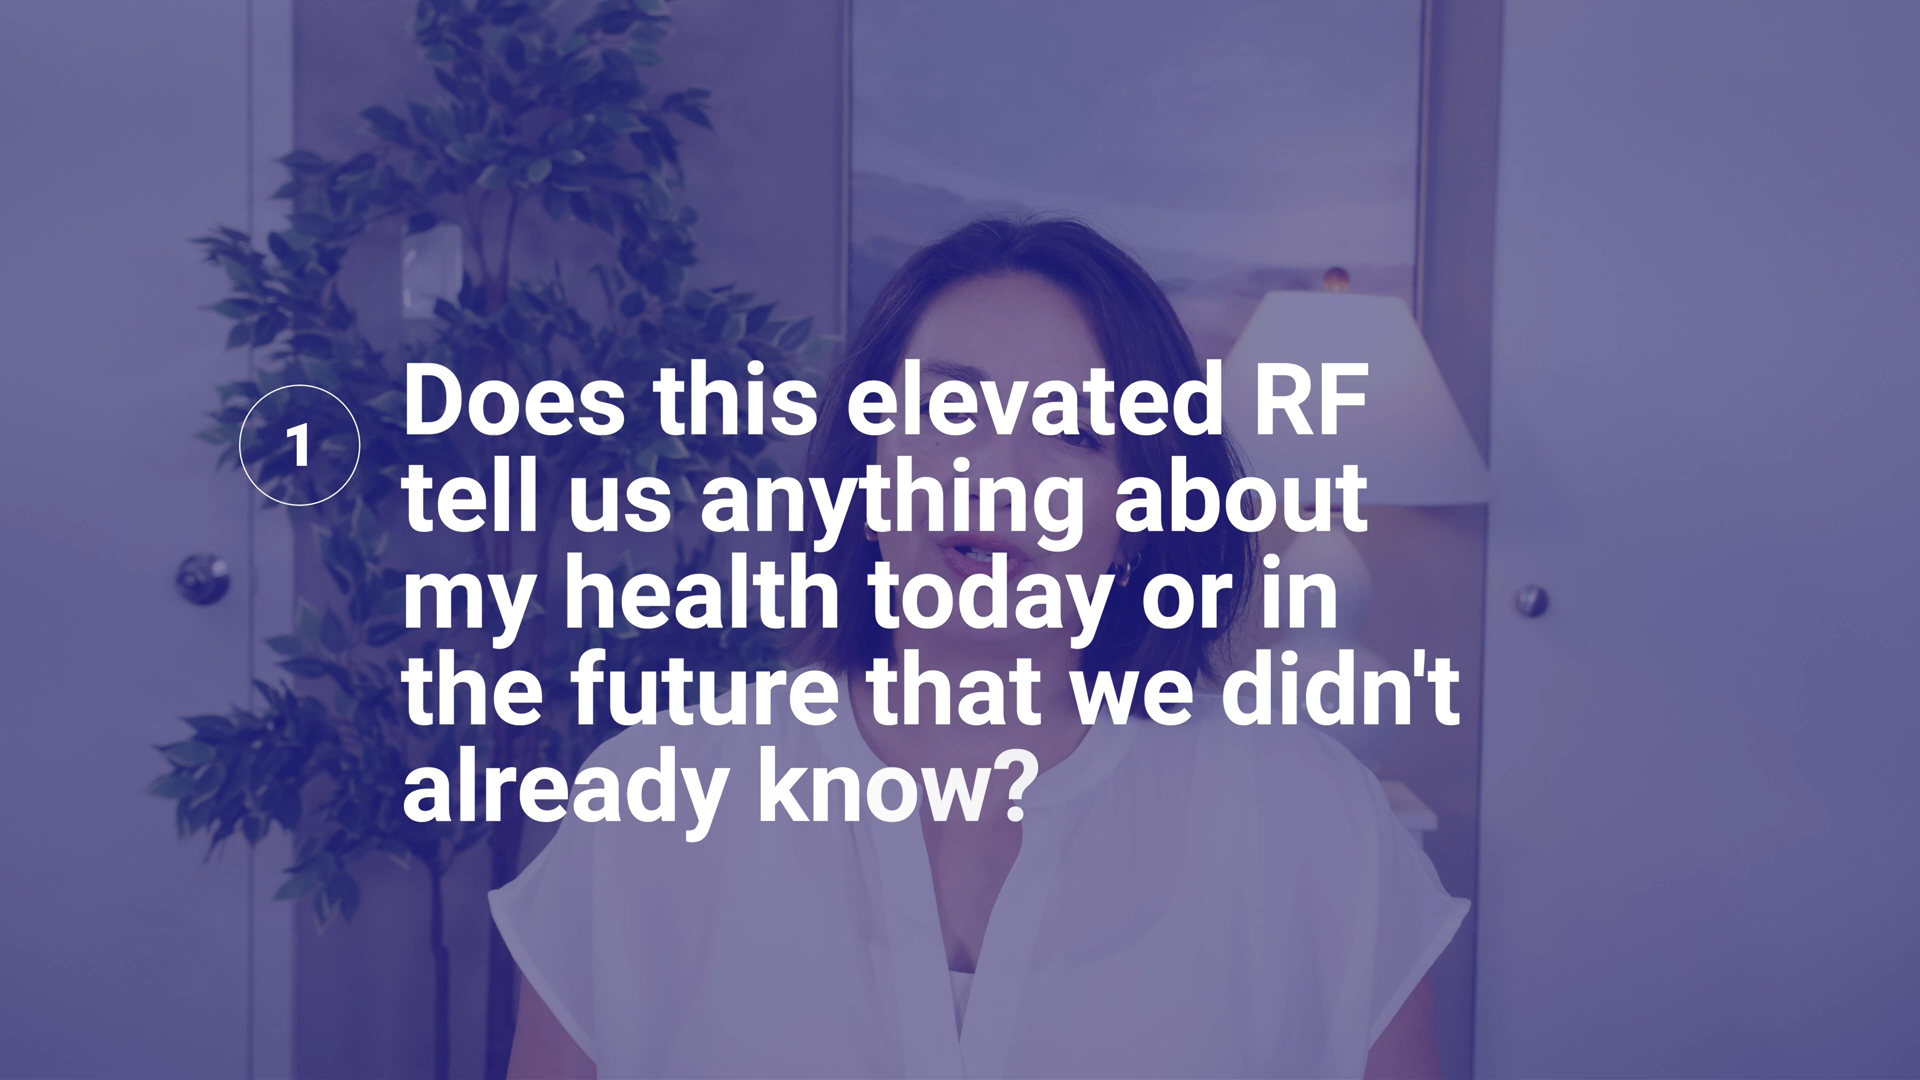 1
Does this elevated RF
tell us anything about
my health today or in
the future that we didn't
already know?